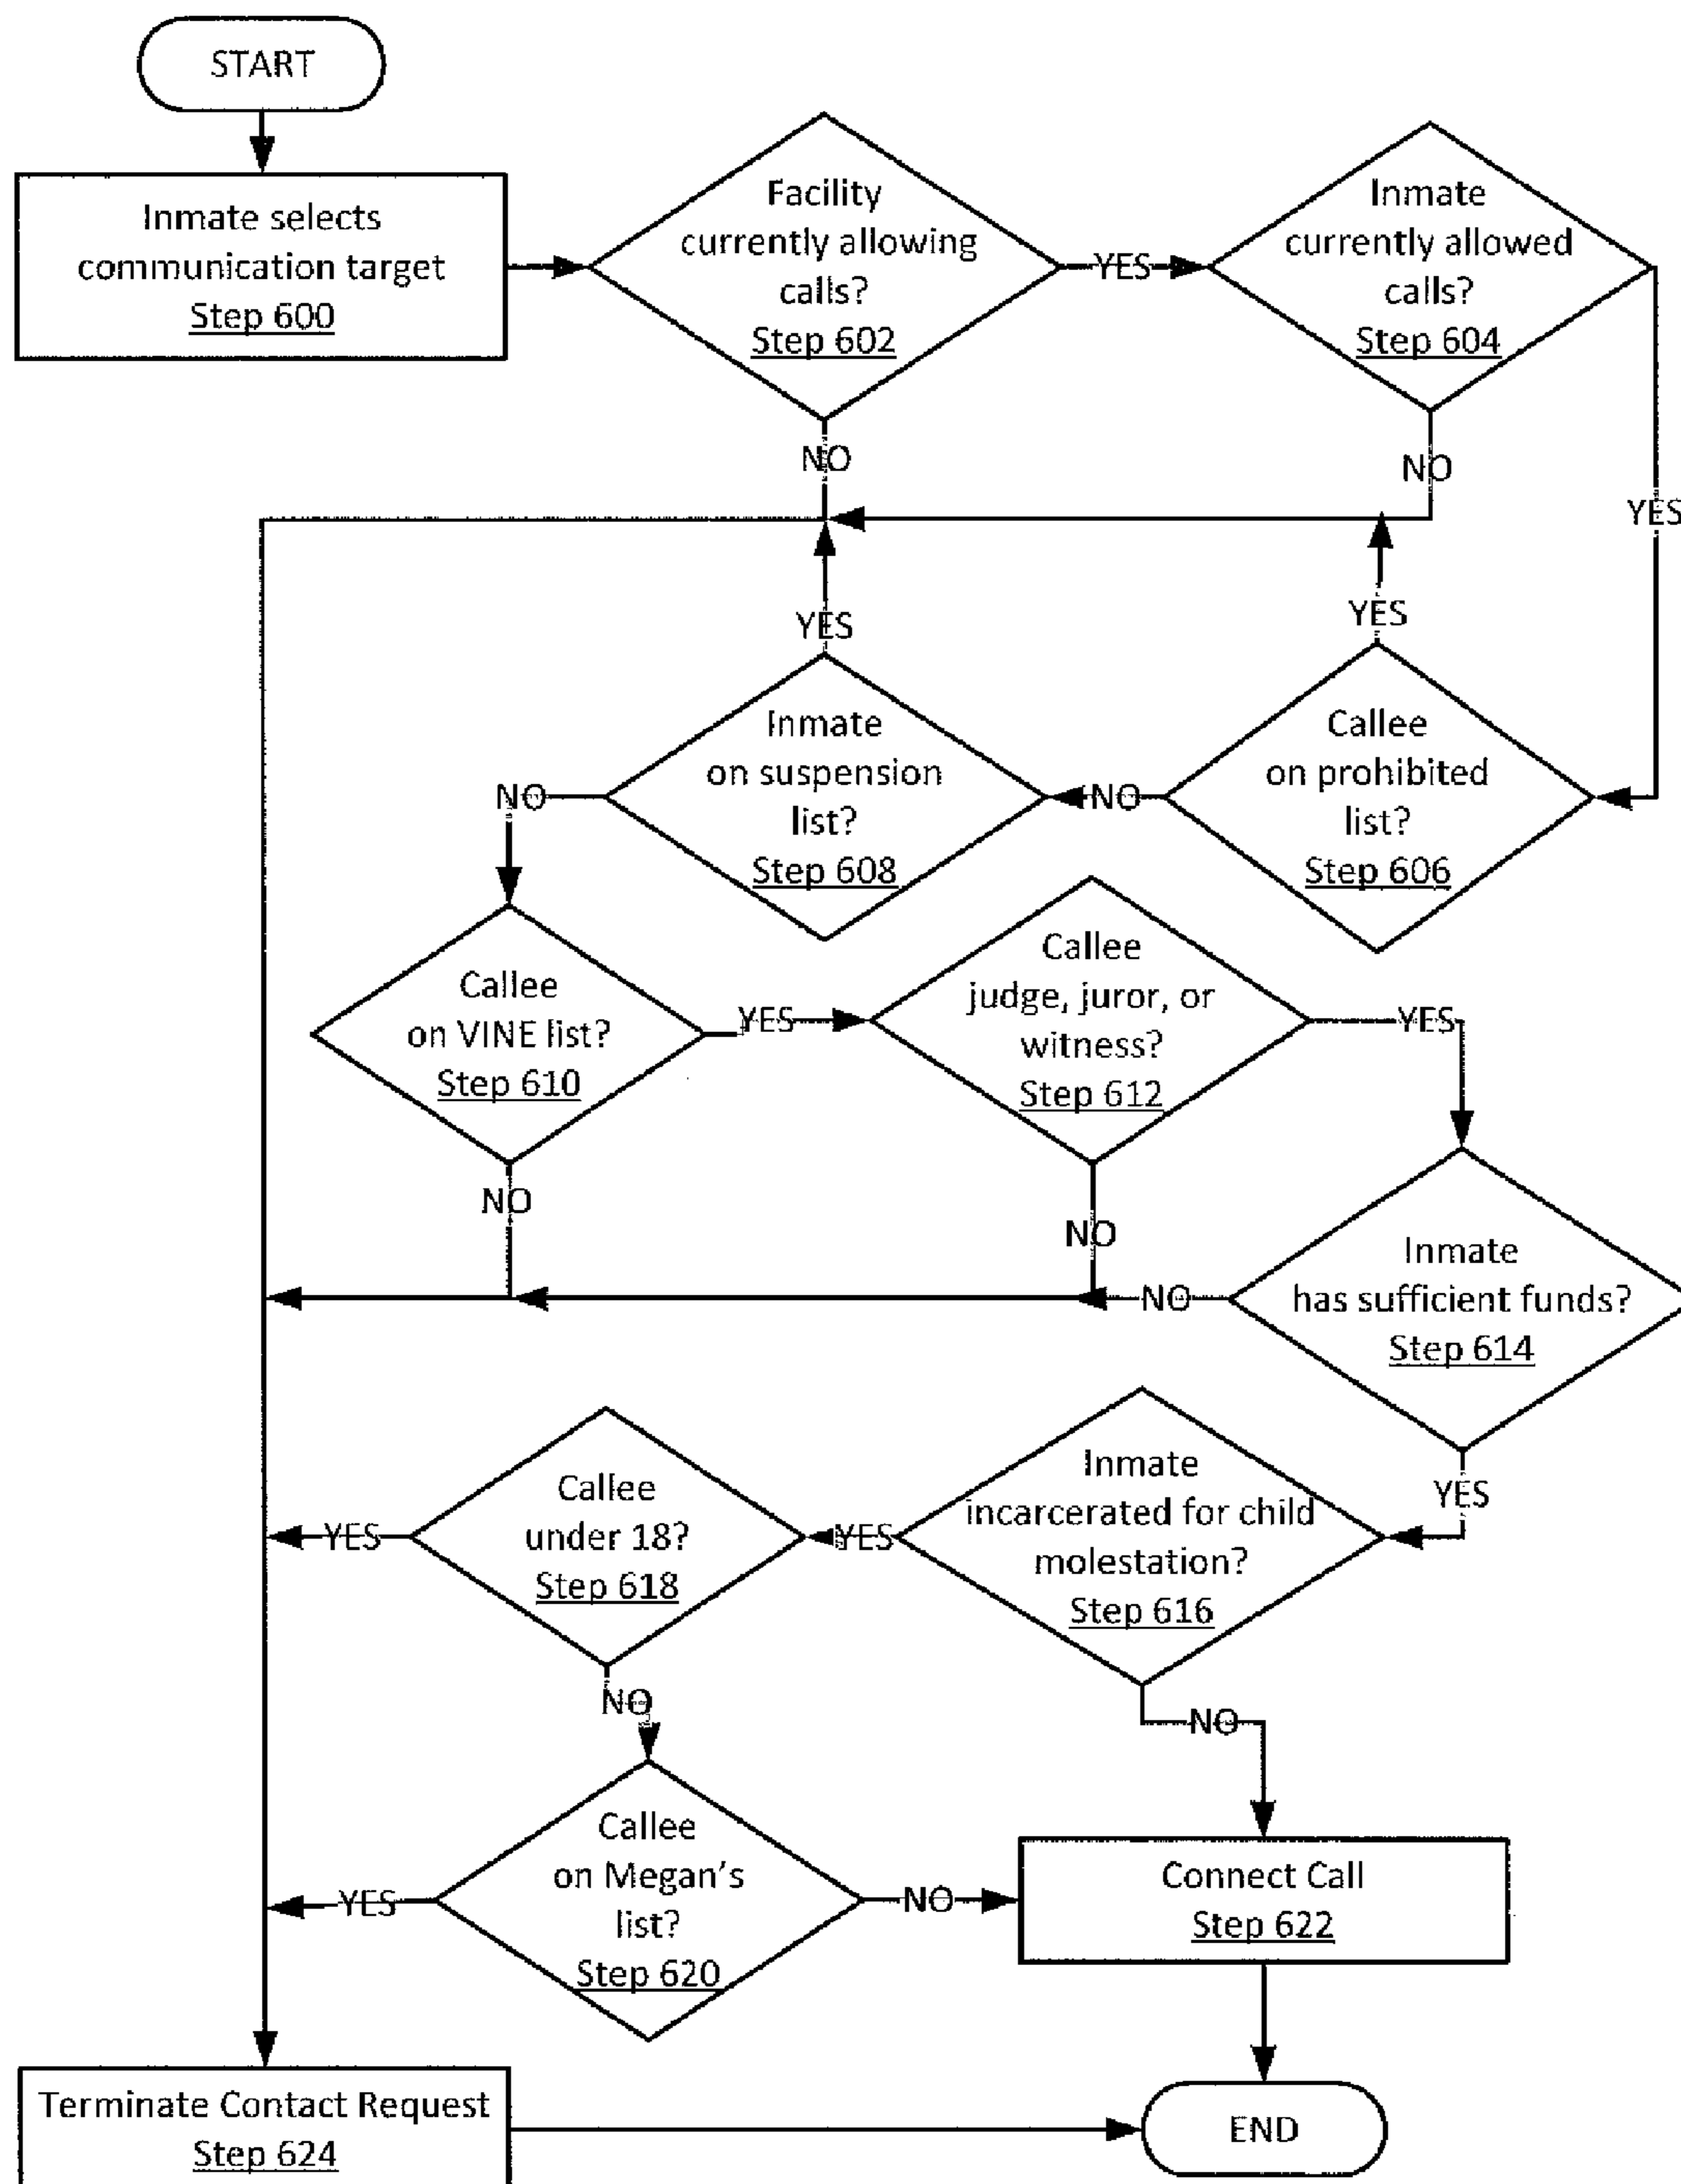 START
Inmate selects
communication target
Step 600
Facility
currently allowing
calls?
Step 602
YES
Inmate
currently allowed
calls?
Step 604
NO
NO
YES
YES
YES
Inmate
on suspension
list?
Step 608
Callee
on prohibited
list?
Step 606
NO
NO
Callee
on VINE list?
Step 610
YES
Callee
judge, juror, or
witness?
Step 612
YES
NO
NO
Inmate
has sufficient funds?
Step 614
NO
YES
Callee
under 18?
Step 618
YES
YES
Inmate
incarcerated for child
molestation?
Step 616
NO
NO
Callee
on Megan's
list?
Step 620
YES
NO
Connect Call
Step 622
Terminate Contact Request
Step 624
END